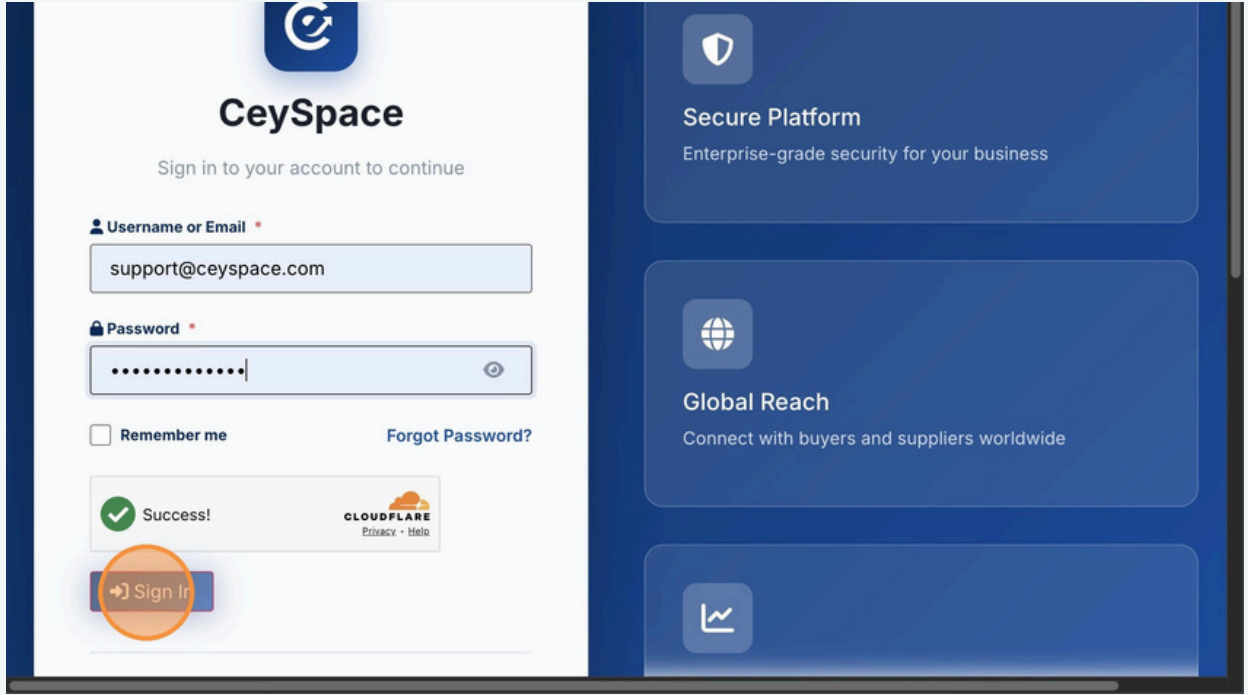 CeySpace
Sign in to your account to continue
Username or Email *
support@ceyspace.com
Password *
•••••••••••••
Remember me
Forgot Password?
Success!
CLOUDFLARE
Privacy • Help
Sign In
Secure Platform
Enterprise-grade security for your business
Global Reach
Connect with buyers and suppliers worldwide